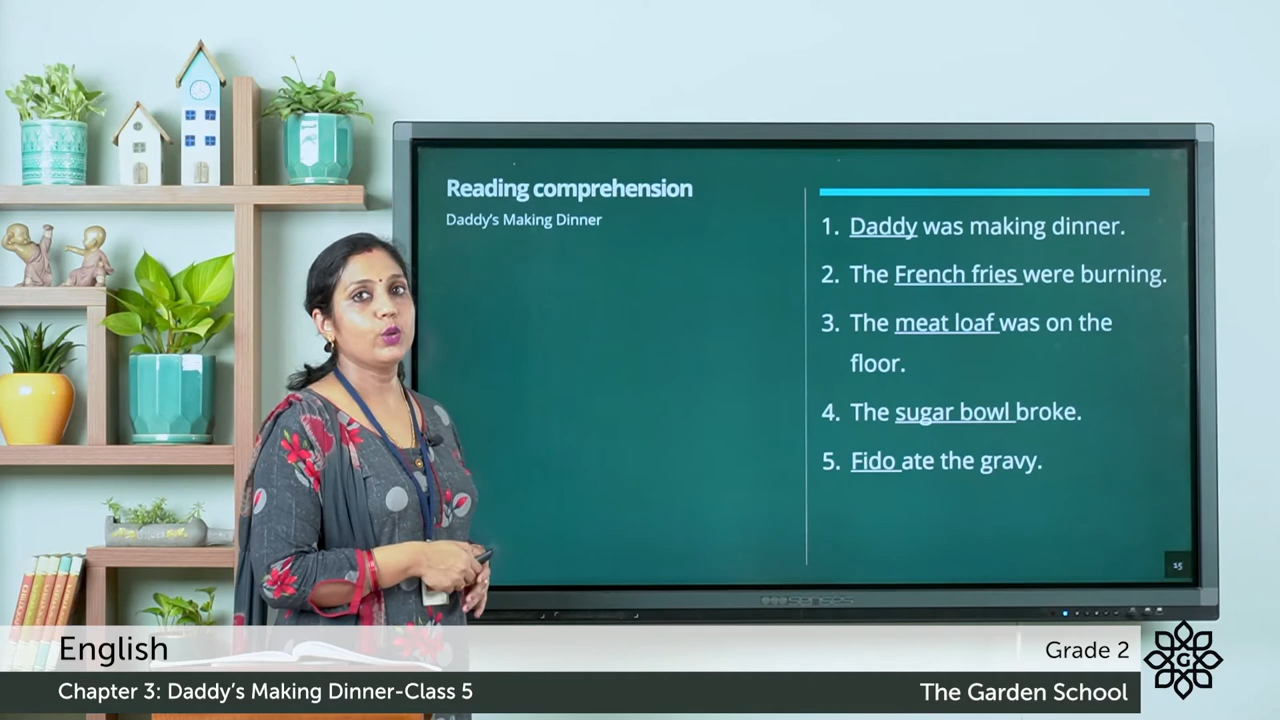 Reading comprehension
Daddy's Making Dinner
1. Daddy was making dinner.
2. The French fries were burning.
3. The meat loaf was on the
floor.
4. The sugar bowl broke.
5. Fido ate the gravy.
15
English
Grade 2
Chapter 3: Daddy's Making Dinner-Class 5
The Garden School
G